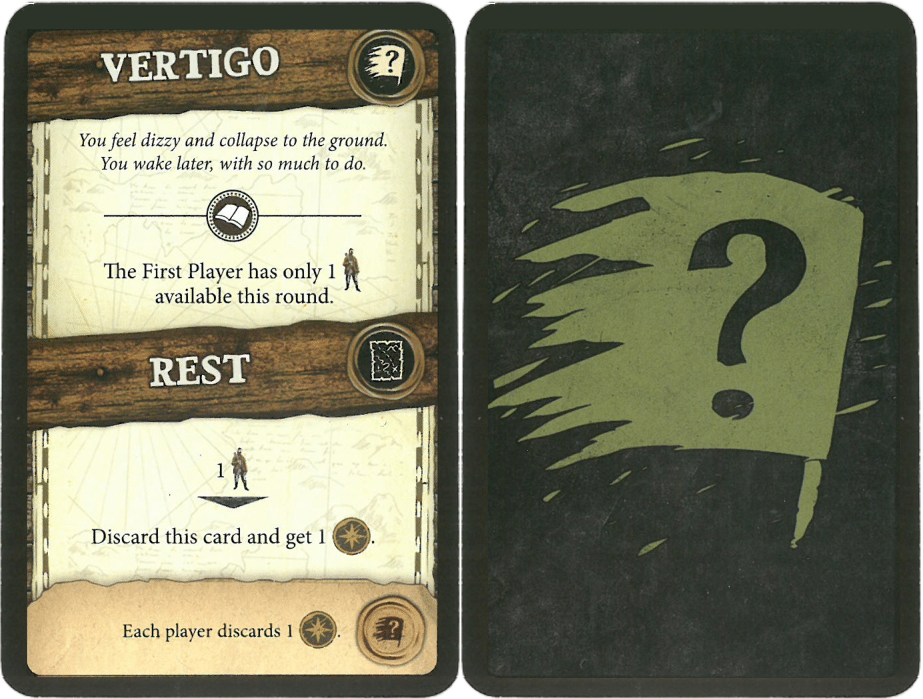 VERTIGO
?
You feel dizzy and collapse to the ground.
You wake later, with so much to do.
The First Player has only 1
available this round.
REST
1
Discard this card and get 1 .
Each player discards 1 .
?
?